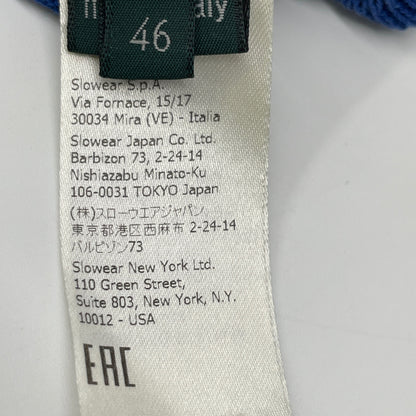 46
Slowear S.p.A.
Via Fornace, 15/17
30034 Mira (VE) - Italia
Slowear Japan Co. Ltd.
Barbizon 73, 2-24-14
Nishiazabu Minato-Ku
106-0031 TOKYO Japan
(株)スローウエアジャパン
東京都港区西麻布 2-24-14
バルビゾン73
Slowear New York Ltd.
110 Green Street,
Suite 803, New York, N.Y.
10012 - USA
EAC